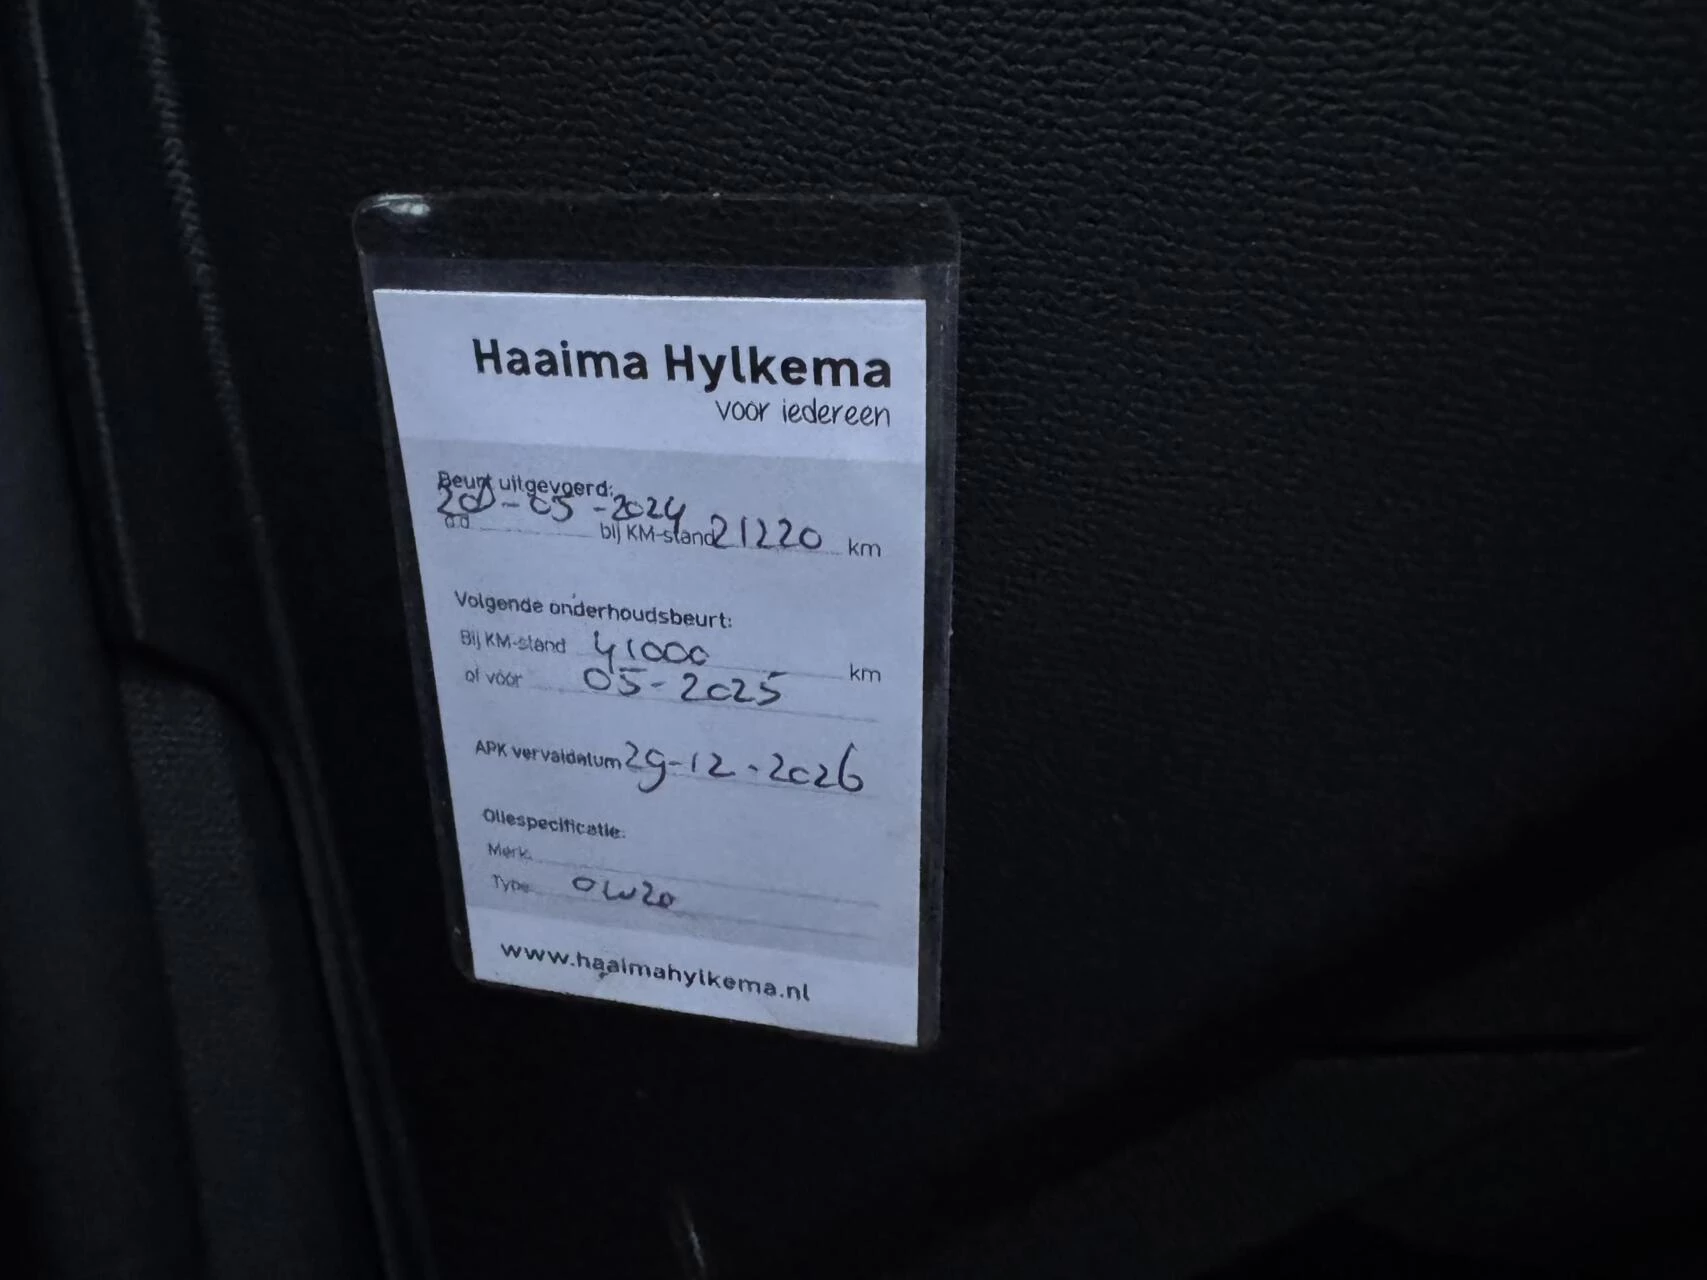 Haaima Hylkema
voor iedereen
Beurt uitgevoerd:
20-05-2024
d.d. bij KM-stand 21220 km
Volgende onderhoudsbeurt:
Bij KM-stand 41000 km
of vóór 05-2025
APK vervaldatum 29-12-2026
Oliespecificatie:
Merk:
Type: 0W20
www.haaimahylkema.nl